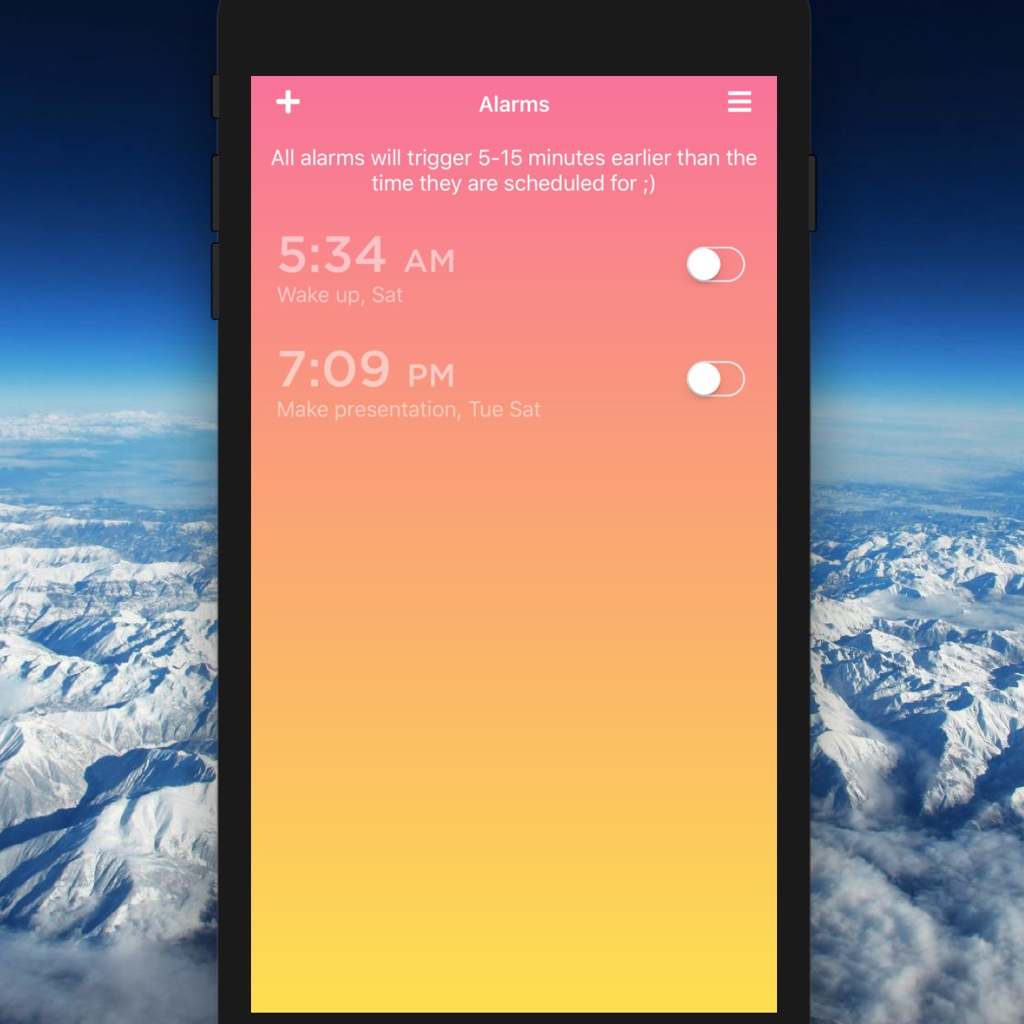 Alarms
All alarms will trigger 5-15 minutes earlier than the
time they are scheduled for ;)
5:34 AM
Wake up, Sat
7:09 PM
Make presentation, Tue Sat